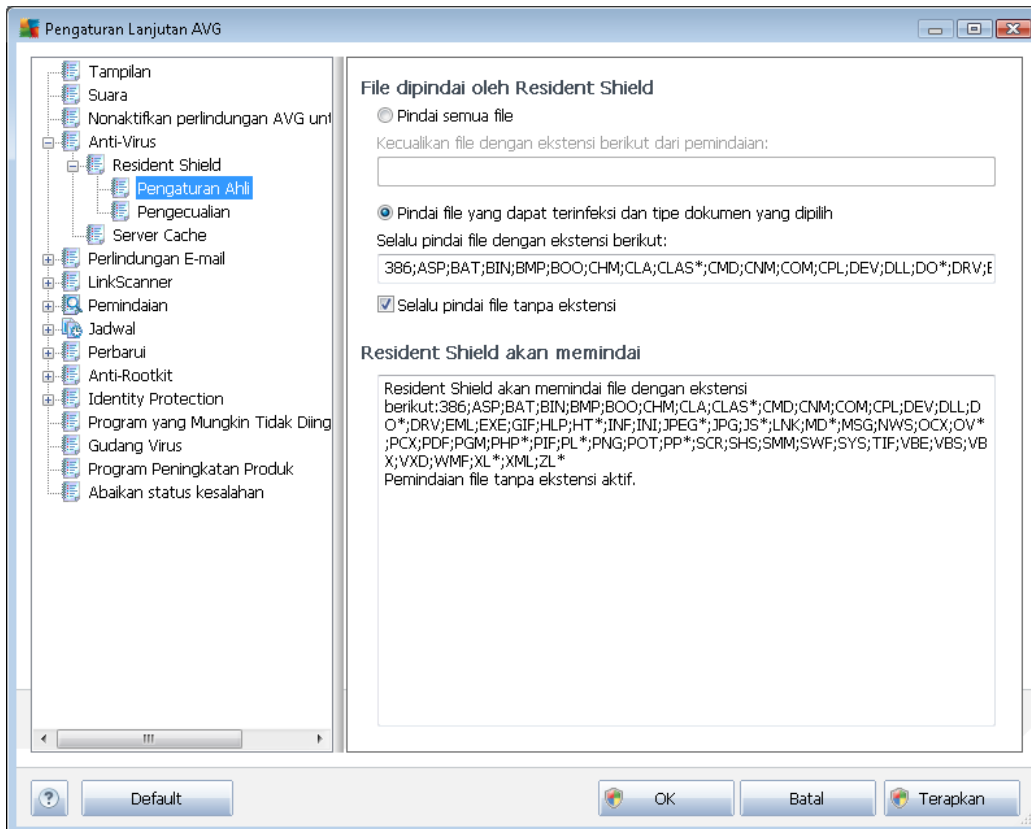 Pengaturan Lanjutan AVG
Tampilan
Suara
Nonaktifkan perlindungan AVG unt
Anti-Virus
Resident Shield
Pengaturan Ahli
Pengecualian
Server Cache
Perlindungan E-mail
LinkScanner
Pemindaian
Jadwal
Perbarui
Anti-Rootkit
Identity Protection
Program yang Mungkin Tidak Diing
Gudang Virus
Program Peningkatan Produk
Abaikan status kesalahan
File dipindai oleh Resident Shield
Pindai semua file
Kecualikan file dengan ekstensi berikut dari pemindaian:
Pindai file yang dapat terinfeksi dan tipe dokumen yang dipilih
Selalu pindai file dengan ekstensi berikut:
386;ASP;BAT;BIN;BMP;BOO;CHM;CLA;CLAS*;CMD;CNM;COM;CPL;DEV;DLL;DO*;DRV;E
Selalu pindai file tanpa ekstensi
Resident Shield akan memindai
Resident Shield akan memindai file dengan ekstensi
berikut:386;ASP;BAT;BIN;BMP;BOO;CHM;CLA;CLAS*;CMD;CNM;COM;CPL;DEV;DLL;D
O*;DRV;EML;EXE;GIF;HLP;HT*;INF;INI;JPEG*;JPG;JS*;LNK;MD*;MSG;NWS;OCX;OV*
;PCX;PDF;PGM;PHP*;PIF;PL*;PNG;POT;PP*;SCR;SHS;SMM;SWF;SYS;TIF;VBE;VBS;VB
X;VXD;WMF;XL*;XML;ZL*
Pemindaian file tanpa ekstensi aktif.
?
Default
OK
Batal
Terapkan